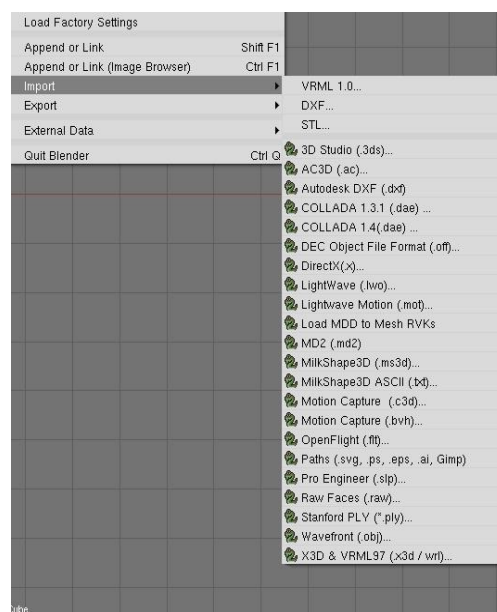 Load Factory Settings
Append or Link Shift F1
Append or Link (Image Browser) Ctrl F1
Import
Export
External Data
Quit Blender Ctrl Q
VRML 1.0...
DXF...
STL...
3D Studio (.3ds)...
AC3D (.ac)...
Autodesk DXF (.dxf)
COLLADA 1.3.1 (.dae) ...
COLLADA 1.4(.dae) ...
DEC Object File Format (.off)...
DirectX(.x)...
LightWave (.lwo)...
Lightwave Motion (.mot)...
Load MDD to Mesh RVKs
MD2 (.md2)
MilkShape3D (.ms3d)...
MilkShape3D ASCII (.txt)...
Motion Capture (.c3d)...
Motion Capture (.bvh)...
OpenFlight (.flt)...
Paths (.svg, .ps, .eps, .ai, Gimp)
Pro Engineer (.slp)...
Raw Faces (.raw)...
Stanford PLY (*.ply)...
Wavefront (.obj)...
X3D & VRML97 (.x3d / wrl)...
Cube